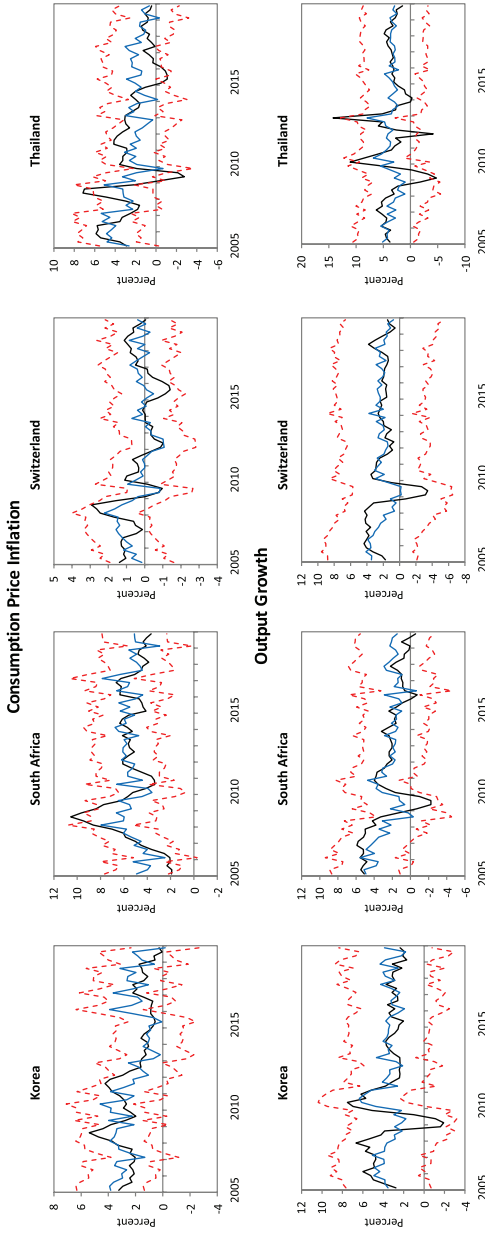 Consumption Price Inflation
Korea
Percent
8
6
4
2
0
-2
-4
2005 2010 2015
South Africa
Percent
12
10
8
6
4
2
0
-2
2005 2010 2015
Switzerland
Percent
5
4
3
2
1
0
-1
-2
-3
-4
2005 2010 2015
Thailand
Percent
10
8
6
4
2
0
-2
-4
-6
2005 2010 2015
Output Growth
Korea
Percent
12
10
8
6
4
2
0
-2
-4
2005 2010 2015
South Africa
Percent
10
8
6
4
2
0
-2
-4
-6
2005 2010 2015
Switzerland
Percent
12
10
8
6
4
2
0
-2
-4
-6
-8
2005 2010 2015
Thailand
Percent
20
15
10
5
0
-5
-10
2005 2010 2015